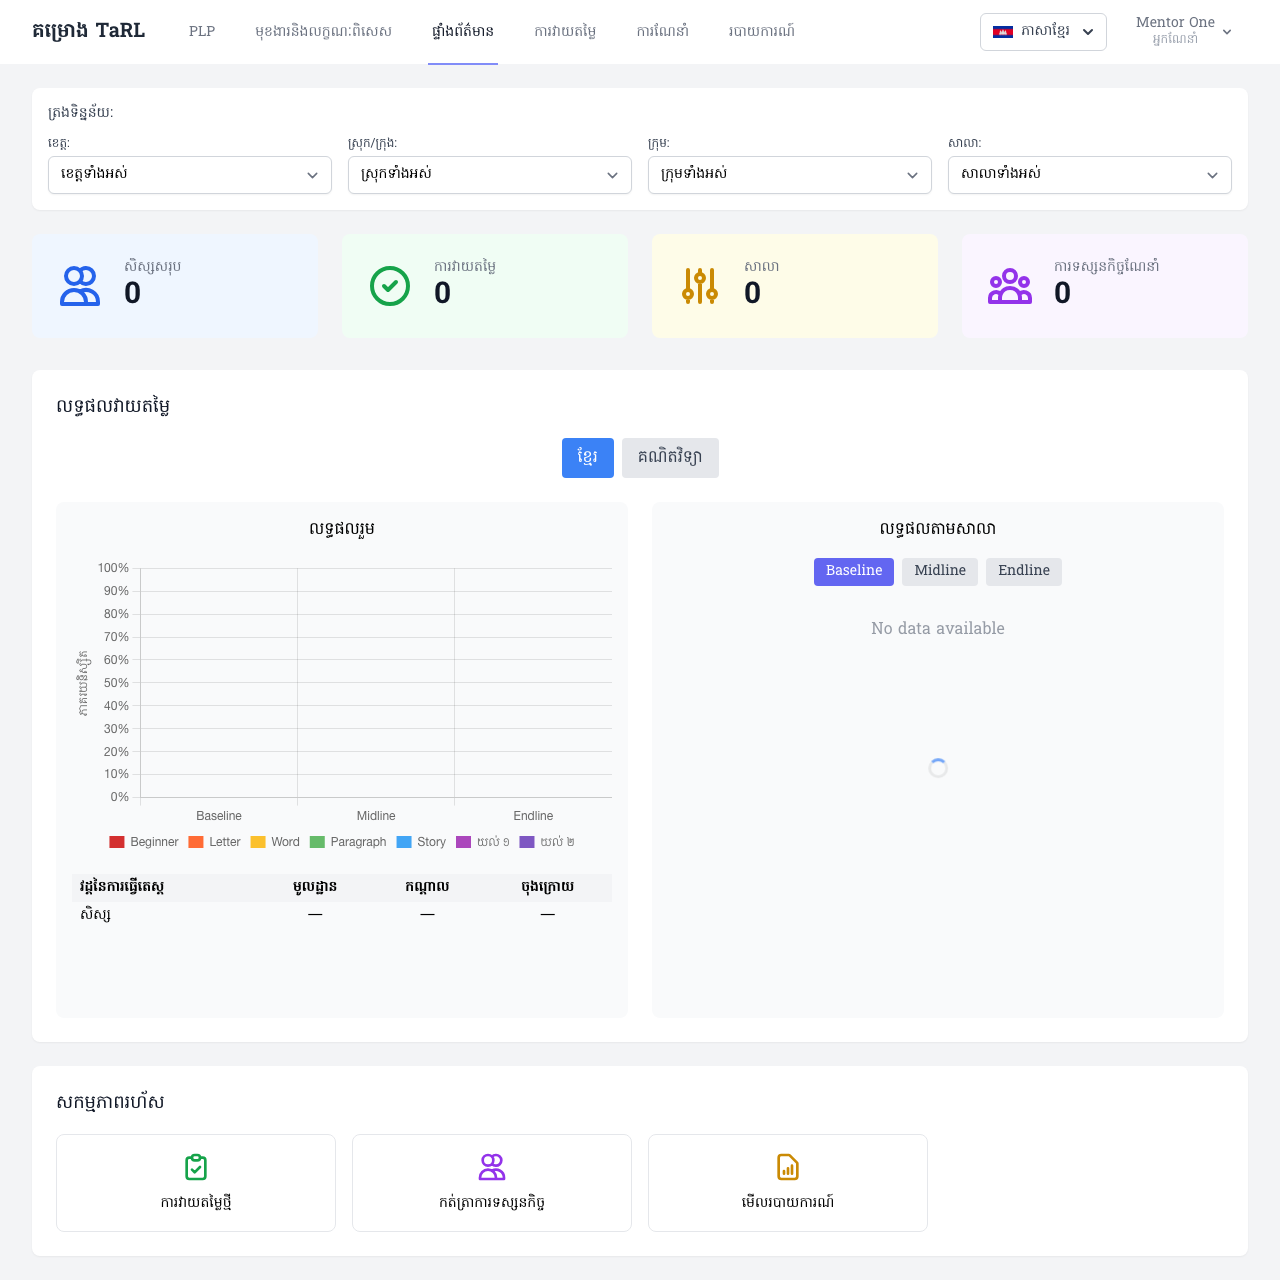 គម្រោង TaRL
PLP
មុខងារនិងលក្ខណៈពិសេស
ផ្ទាំងព័ត៌មាន
ការវាយតម្លៃ
ការណែនាំ
របាយការណ៍
ភាសាខ្មែរ
Mentor One
អ្នកណែនាំ
ត្រងទិន្នន័យ:
ខេត្ត:
ស្រុក/ក្រុង:
ក្រុម:
សាលា:
ខេត្តទាំងអស់
ស្រុកទាំងអស់
ក្រុមទាំងអស់
សាលាទាំងអស់
សិស្សសរុប
0
ការវាយតម្លៃ
0
សាលា
0
ការទស្សនកិច្ចណែនាំ
0
លទ្ធផលវាយតម្លៃ
ខ្មែរ
គណិតវិទ្យា
លទ្ធផលរួម
100%
90%
80%
70%
60%
50%
40%
30%
20%
10%
0%
ភាគរយនិស្សិត
Baseline
Midline
Endline
Beginner
Letter
Word
Paragraph
Story
យល់ ១
យល់ ២
វដ្តនៃការធ្វើតេស្ត
មូលដ្ឋាន
កណ្តាល
ចុងក្រោយ
សិស្ស
—
—
—
លទ្ធផលតាមសាលា
Baseline
Midline
Endline
No data available
សកម្មភាពរហ័ស
ការវាយតម្លៃថ្មី
កត់ត្រាការទស្សនកិច្ច
មើលរបាយការណ៍